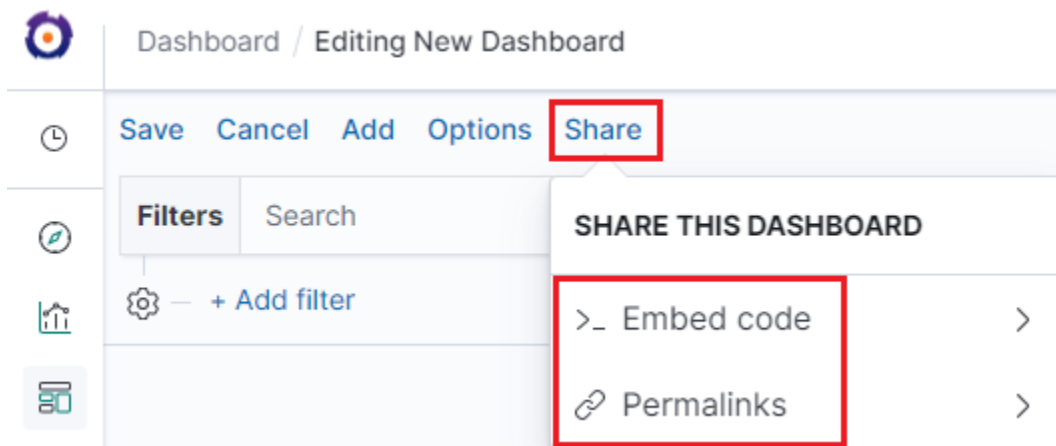 Dashboard / Editing New Dashboard
Save Cancel Add Options Share
Filters Search
SHARE THIS DASHBOARD
+ Add filter
>_ Embed code
Permalinks